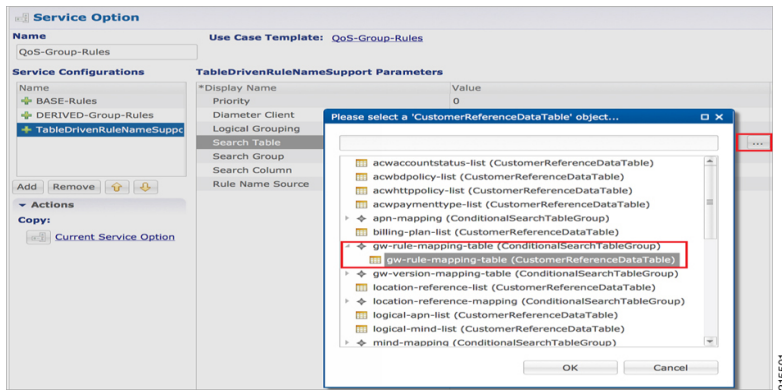 Service Option
Name
Use Case Template: QoS-Group-Rules
QoS-Group-Rules
Service Configurations
Name
BASE-Rules
DERIVED-Group-Rules
TableDrivenRuleNameSuppo
Add Remove
Actions
Copy:
Current Service Option
TableDrivenRuleNameSupport Parameters
*Display Name Value
Priority 0
Diameter Client
Logical Grouping
Search Table ...
Search Group
Search Column
Rule Name Source
Please select a 'CustomerReferenceDataTable' object...
acwaccountstatus-list (CustomerReferenceDataTable)
acwbdpolicy-list (CustomerReferenceDataTable)
acwhttppolicy-list (CustomerReferenceDataTable)
acwpaymenttype-list (CustomerReferenceDataTable)
apn-mapping (ConditionalSearchTableGroup)
billing-plan-list (CustomerReferenceDataTable)
gw-rule-mapping-table (ConditionalSearchTableGroup)
gw-rule-mapping-table (CustomerReferenceDataTable)
gw-version-mapping-table (ConditionalSearchTableGroup)
location-reference-list (CustomerReferenceDataTable)
location-reference-mapping (ConditionalSearchTableGroup)
logical-apn-list (CustomerReferenceDataTable)
logical-mind-list (CustomerReferenceDataTable)
mind-mapping (ConditionalSearchTableGroup)
OK Cancel